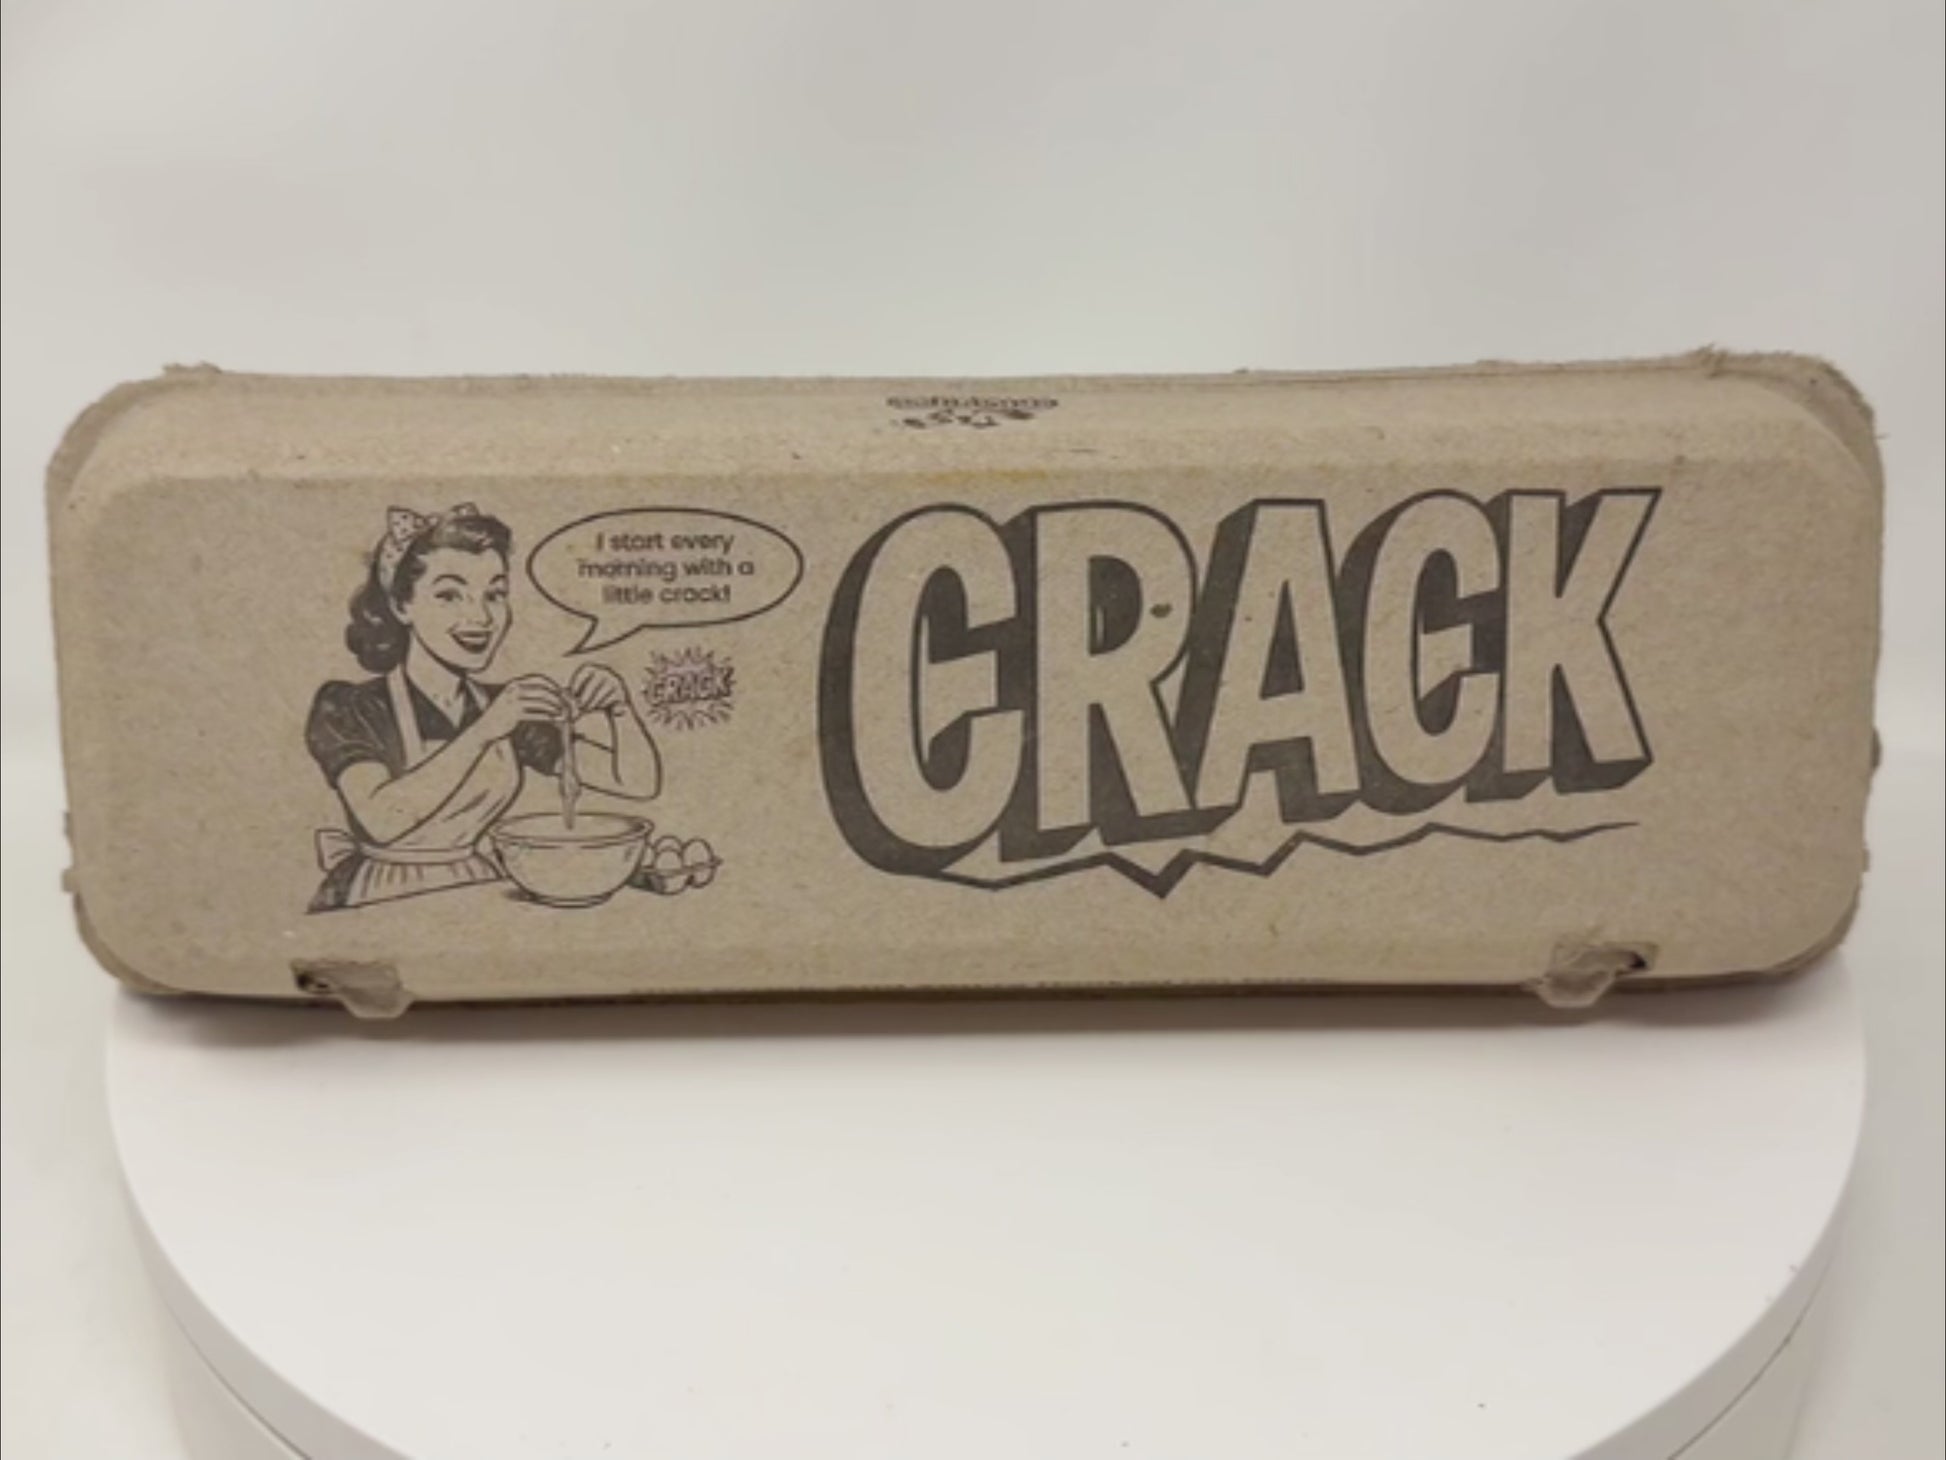 I start every
morning with a
little crack!
CRACK
CRACK